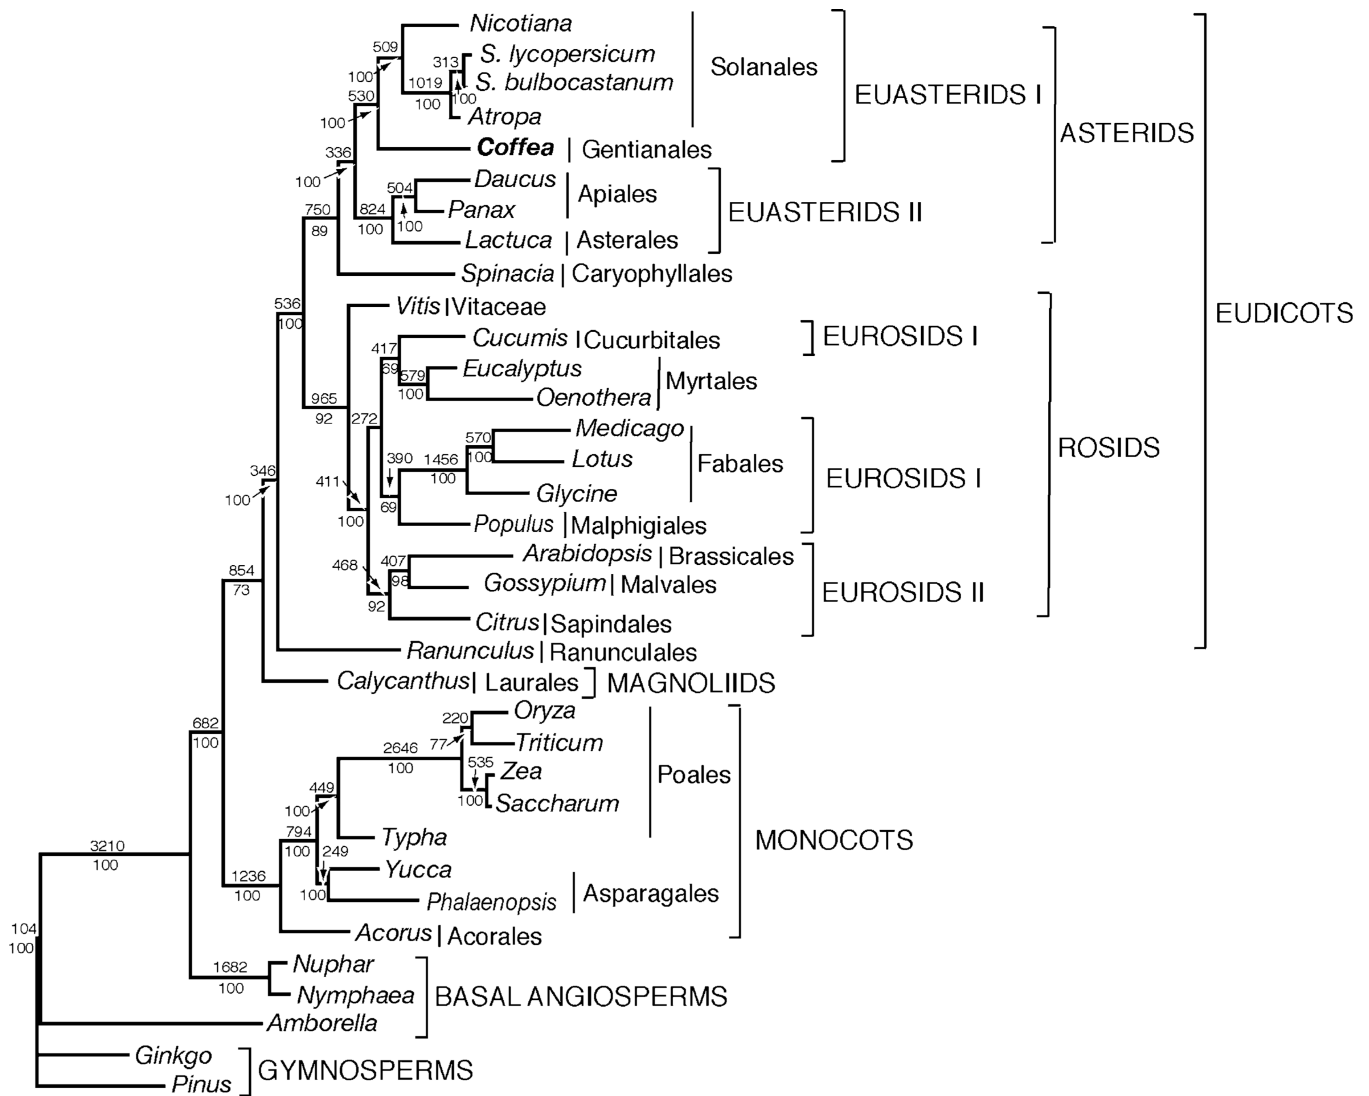 Nicotiana
509
S. lycopersicum
313
Solanales
100
1019
S. bulbocastanum
EUASTERIDS I
530
100
100
Atropa
100
ASTERIDS
336
Coffea | Gentianales
100
504
Daucus
Apiales
750
824
Panax
EUASTERIDS II
89
100
100
Lactuca | Asterales
Spinacia | Caryophyllales
536
Vitis | Vitaceae
EUDICOTS
100
Cucumis | Cucurbitales
EUROSIDS I
417
69
579
Eucalyptus
Myrtales
100
965
Oenothera
92
272
Medicago
570
ROSIDS
390
1456
100
Lotus
Fabales
346
100
EUROSIDS I
411
Glycine
100
69
100
Populus | Malphigiales
468
407
Arabidopsis | Brassicales
854
98
Gossypium | Malvales
EUROSIDS II
73
92
Citrus | Sapindales
Ranunculus | Ranunculales
Calycanthus | Laurales
MAGNOLIIDS
682
220
Oryza
100
77
Triticum
2646
535
Zea
Poales
100
449
100
Saccharum
100
794
Typha
MONOCOTS
100
249
3210
Yucca
100
1236
100
Phalaenopsis
Asparagales
100
104
Acorus | Acorales
100
1682
Nuphar
100
Nymphaea
BASAL ANGIOSPERMS
Amborella
Ginkgo
GYMNOSPERMS
Pinus